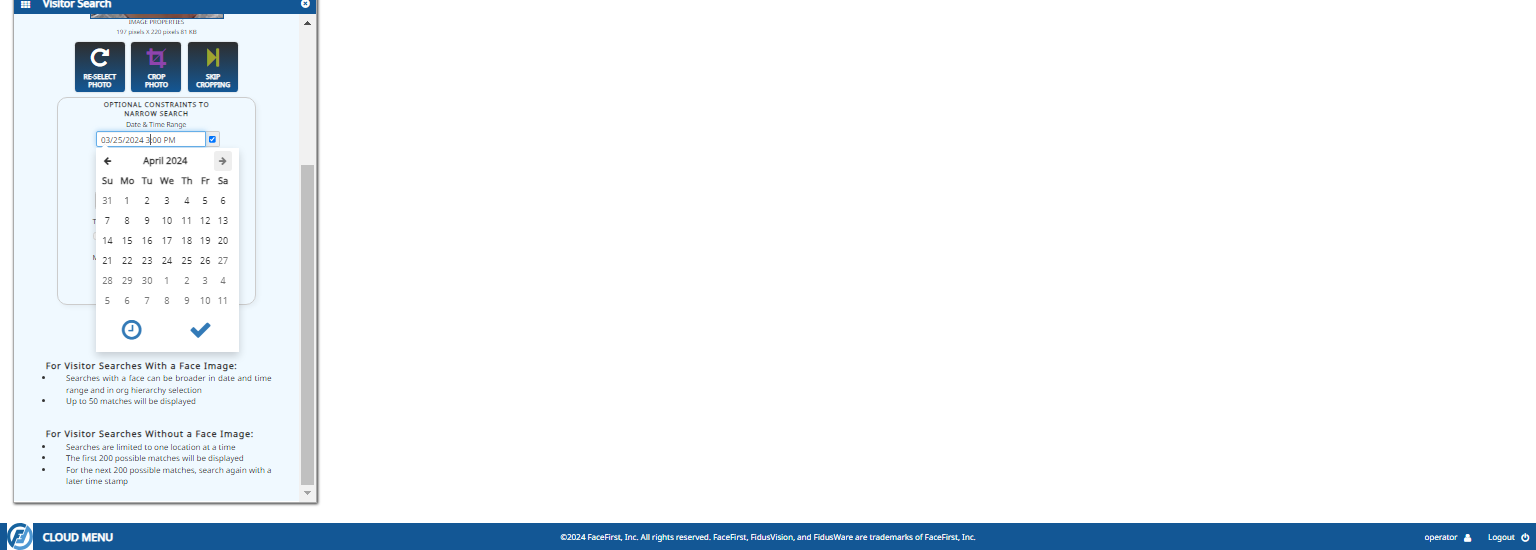 Visitor Search
IMAGE PROPERTIES
197 pixels X 220 pixels 81 KB
RE-SELECT PHOTO
CROP PHOTO
SKIP CROPPING
OPTIONAL CONSTRAINTS TO
NARROW SEARCH
Date & Time Range
03/25/2024 3:00 PM
April 2024
Su Mo Tu We Th Fr Sa
31 1 2 3 4 5 6
7 8 9 10 11 12 13
14 15 16 17 18 19 20
21 22 23 24 25 26 27
28 29 30 1 2 3 4
5 6 7 8 9 10 11
For Visitor Searches With a Face Image:
Searches with a face can be broader in date and time
range and in org hierarchy selection
Up to 50 matches will be displayed
For Visitor Searches Without a Face Image:
Searches are limited to one location at a time
The first 200 possible matches will be displayed
For the next 200 possible matches, search again with a
later time stamp
CLOUD MENU
©2024 FaceFirst, Inc. All rights reserved. FaceFirst, FidusVision, and FidusWare are trademarks of FaceFirst, Inc.
operator
Logout